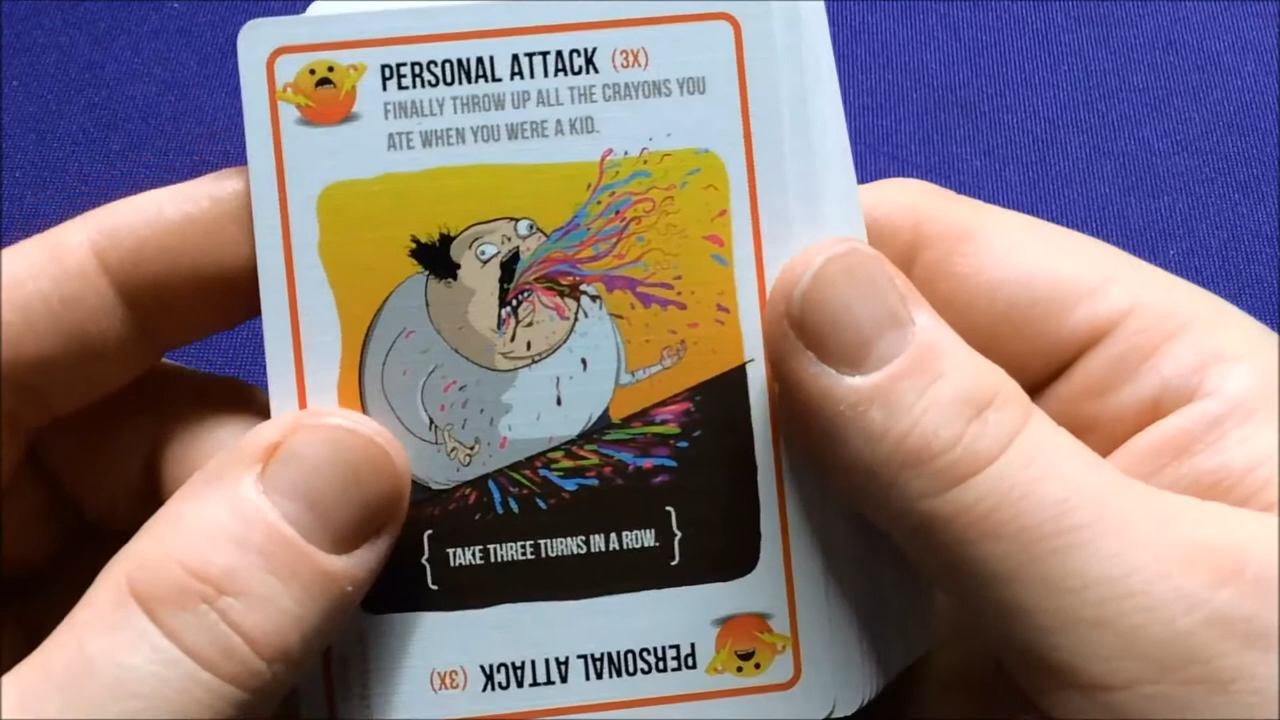 PERSONAL ATTACK (3X)
FINALLY THROW UP ALL THE CRAYONS YOU
ATE WHEN YOU WERE A KID.
{ TAKE THREE TURNS IN A ROW. }
PERSONAL ATTACK (3X)